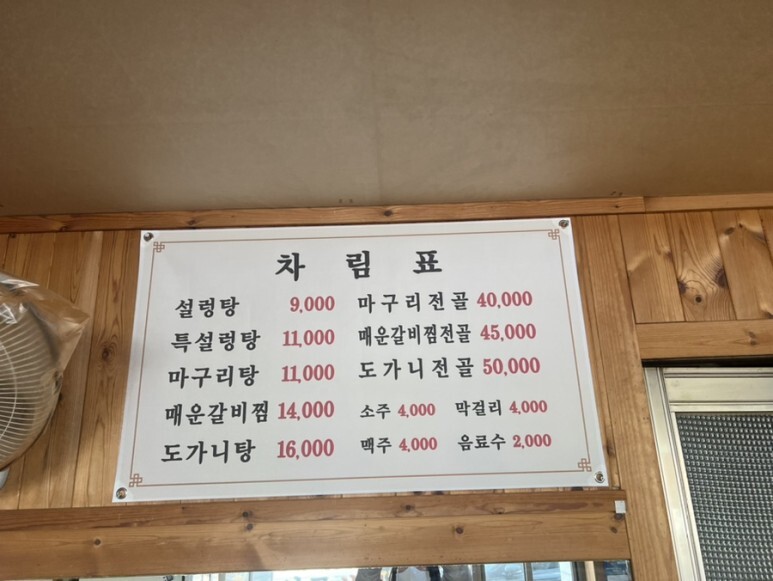 차림표
설렁탕 9,000 마구리전골 40,000
특설렁탕 11,000 매운갈비찜전골 45,000
마구리탕 11,000 도가니전골 50,000
매운갈비찜 14,000 소주 4,000 막걸리 4,000
도가니탕 16,000 맥주 4,000 음료수 2,000